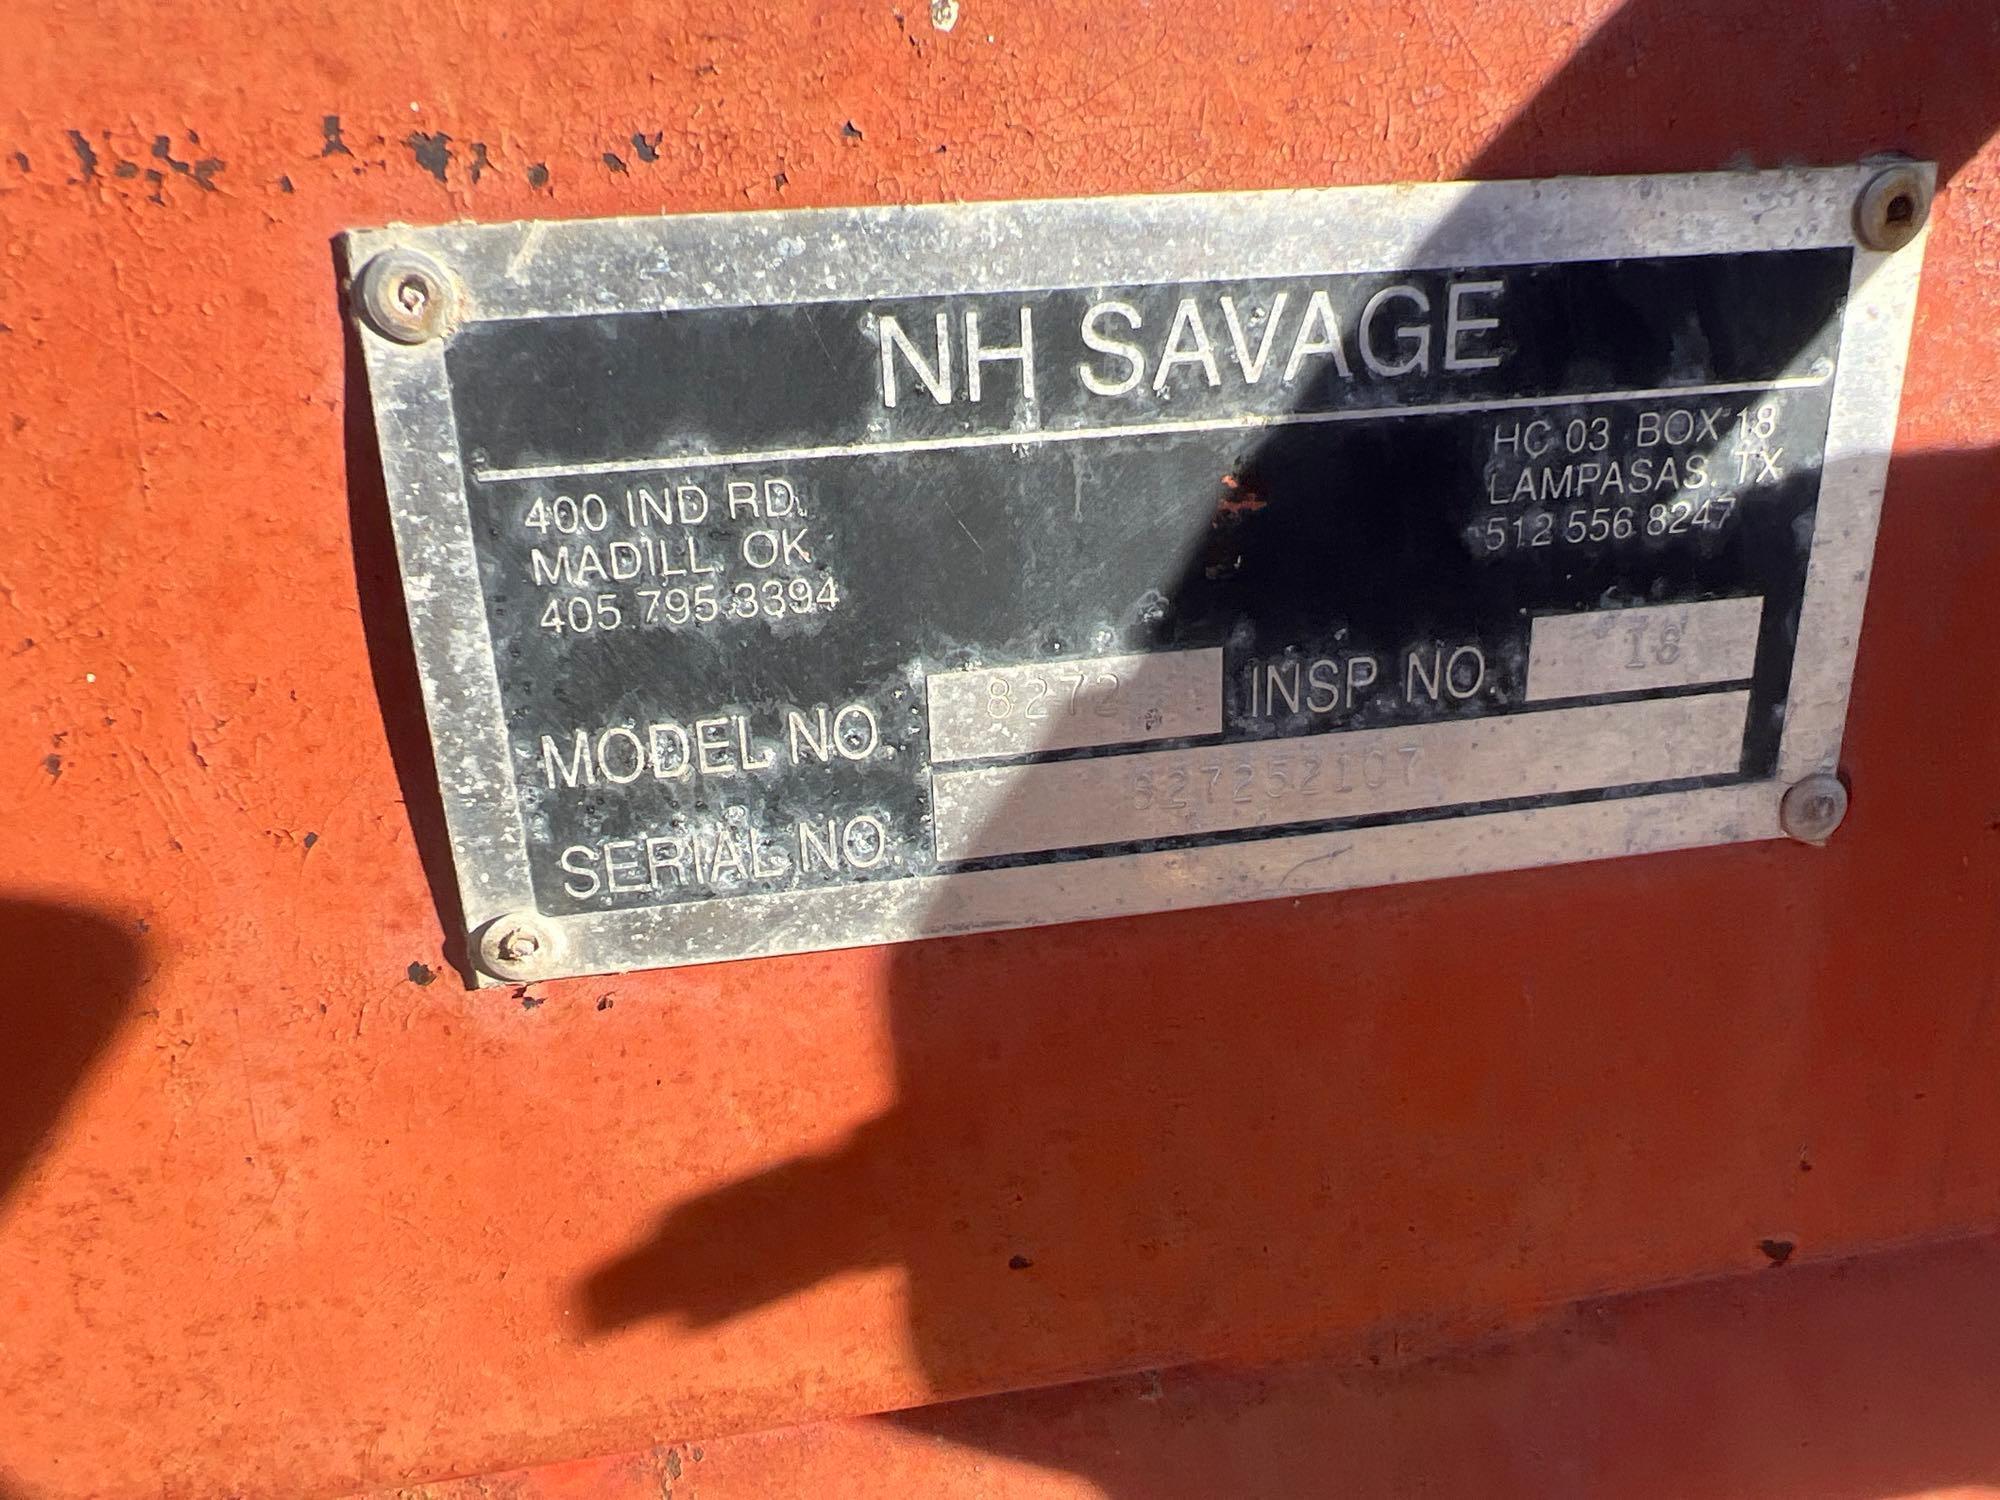 NH SAVAGE
400 IND RD.
MADILL, OK
405.795.3394
HC 03 BOX 18
LAMPASAS, TX
512 556 8247
MODEL NO. 8272 INSP NO.
SERIAL NO. 827252107